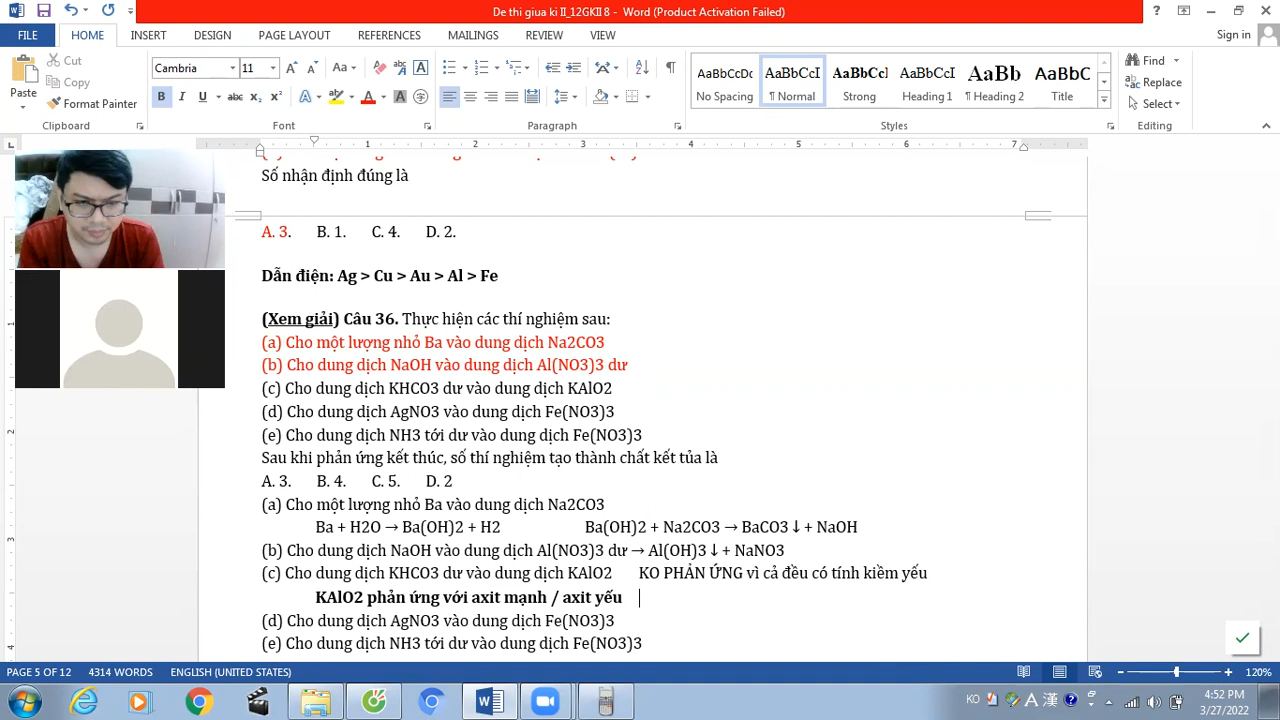 De thi giua ki II_12GKII 8 - Word (Product Activation Failed)
Sign in
FILE HOME INSERT DESIGN PAGE LAYOUT REFERENCES MAILINGS REVIEW VIEW
Cut
Copy
Format Painter
Paste
Clipboard
Cambria 11
Font
Paragraph
AaBbCcDc AaBbCcI AaBbCcl AaBbCcI AaBb AaBbC
No Spacing ¶ Normal Strong Heading 1 ¶ Heading 2 Title
Styles
Find
Replace
Select
Editing
1 2 3 4 5 6 7
Số nhận định đúng là
A. 3. B. 1. C. 4. D. 2.
Dẫn điện: Ag > Cu > Au > Al > Fe
(Xem giải) Câu 36. Thực hiện các thí nghiệm sau:
(a) Cho một lượng nhỏ Ba vào dung dịch Na2CO3
(b) Cho dung dịch NaOH vào dung dịch Al(NO3)3 dư
(c) Cho dung dịch KHCO3 dư vào dung dịch KAlO2
(d) Cho dung dịch AgNO3 vào dung dịch Fe(NO3)3
(e) Cho dung dịch NH3 tới dư vào dung dịch Fe(NO3)3
Sau khi phản ứng kết thúc, số thí nghiệm tạo thành chất kết tủa là
A. 3. B. 4. C. 5. D. 2
(a) Cho một lượng nhỏ Ba vào dung dịch Na2CO3
Ba + H2O → Ba(OH)2 + H2 Ba(OH)2 + Na2CO3 → BaCO3↓ + NaOH
(b) Cho dung dịch NaOH vào dung dịch Al(NO3)3 dư → Al(OH)3↓ + NaNO3
(c) Cho dung dịch KHCO3 dư vào dung dịch KAlO2 KO PHẢN ỨNG vì cả đều có tính kiềm yếu
KAlO2 phản ứng với axit mạnh / axit yếu
(d) Cho dung dịch AgNO3 vào dung dịch Fe(NO3)3
(e) Cho dung dịch NH3 tới dư vào dung dịch Fe(NO3)3
1
2
3
4
PAGE 5 OF 12 4314 WORDS ENGLISH (UNITED STATES) 120%
KO A 漢 4:52 PM
3/27/2022